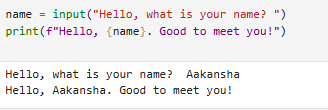 name = input("Hello, what is your name? ")
print(f"Hello, {name}. Good to meet you!")
Hello, what is your name?  Aakansha
Hello, Aakansha. Good to meet you!